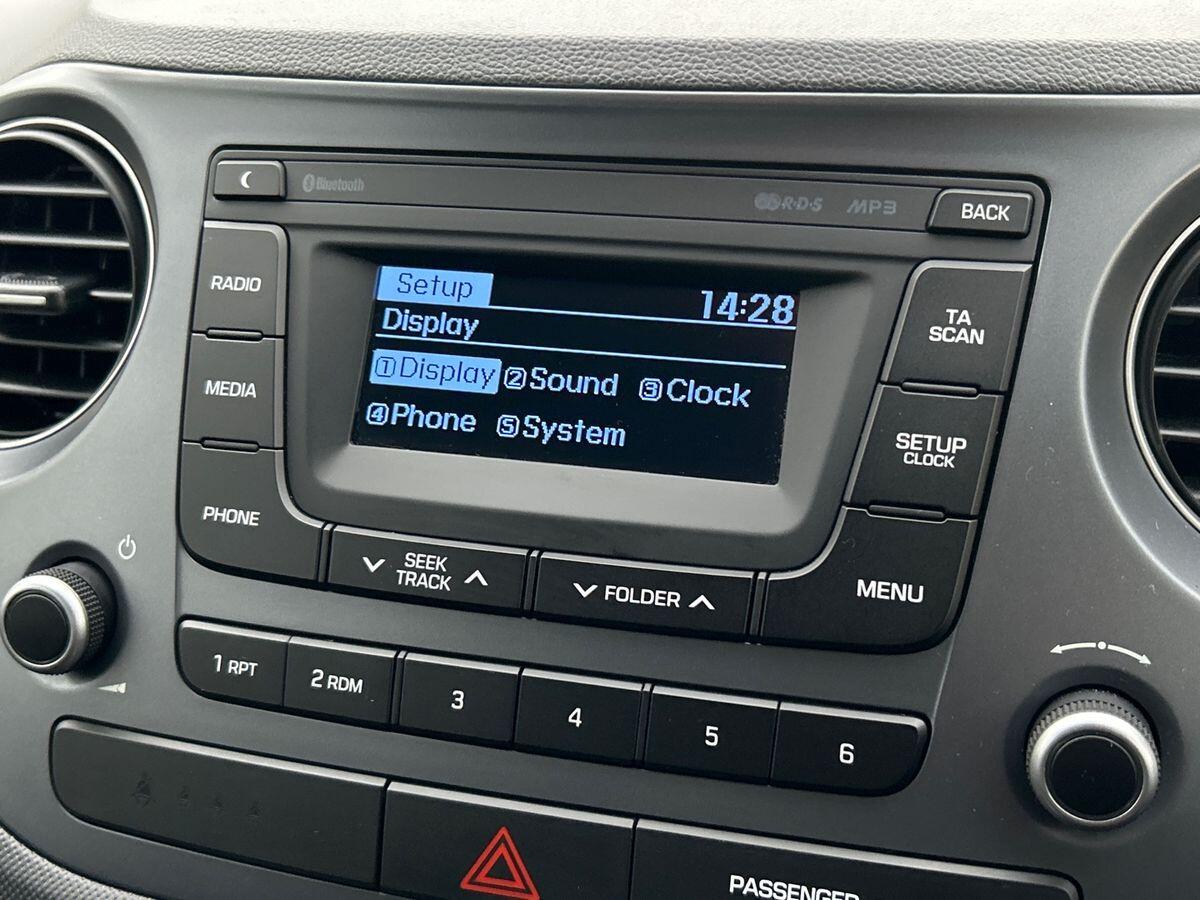 Bluetooth
R·D·S MP3
BACK
RADIO
MEDIA
PHONE
Setup 14:28
Display
1Display 2Sound 3Clock
4Phone 5System
TA
SCAN
SETUP
CLOCK
MENU
SEEK
TRACK
FOLDER
1 RPT
2 RDM
3
4
5
6
PASSENGER